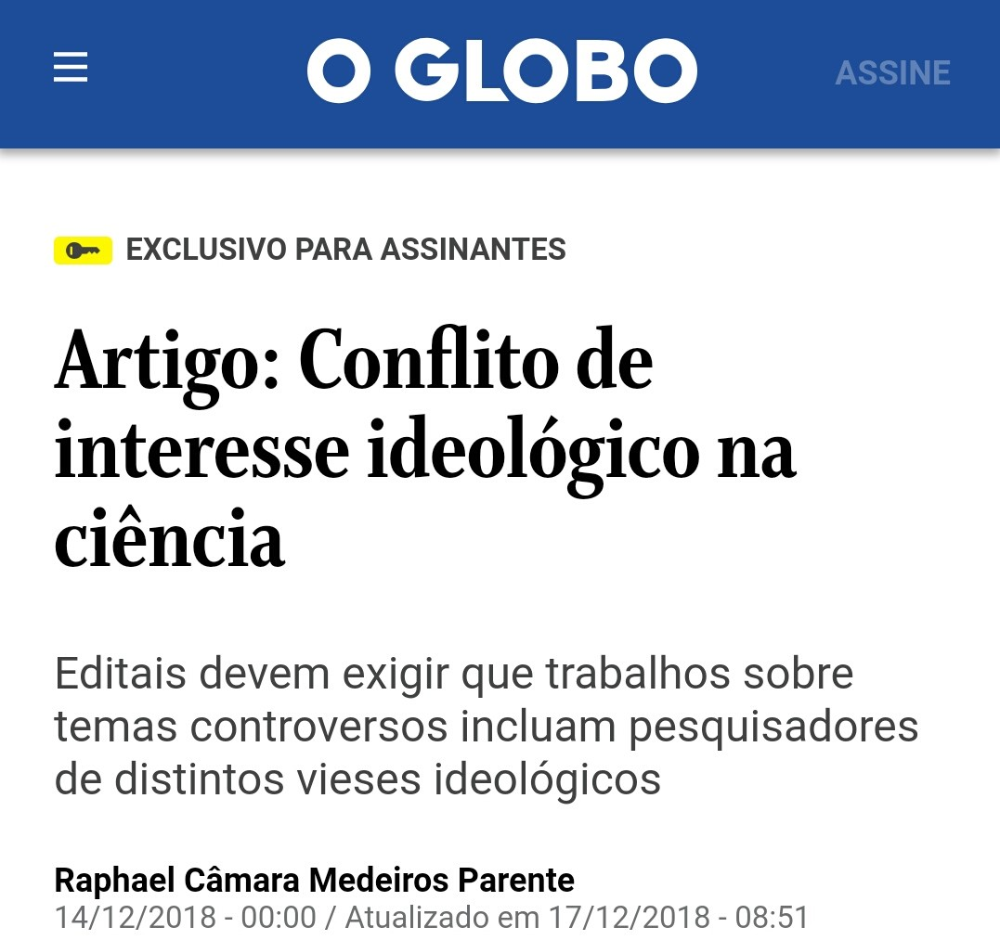 O GLOBO
ASSINE
EXCLUSIVO PARA ASSINANTES
Artigo: Conflito de
interesse ideológico na
ciência
Editais devem exigir que trabalhos sobre
temas controversos incluam pesquisadores
de distintos vieses ideológicos
Raphael Câmara Medeiros Parente
14/12/2018 - 00:00 / Atualizado em 17/12/2018 - 08:51